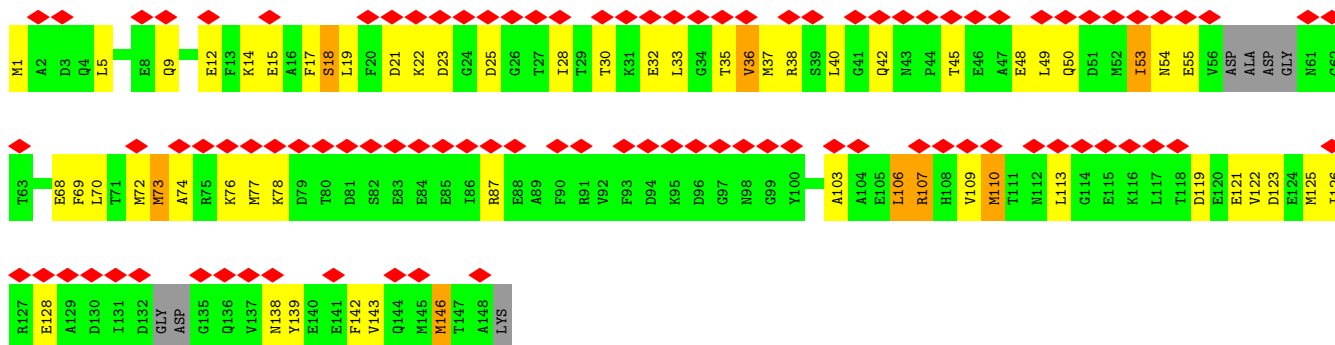 M1 A2 D3 Q4 L5 E8 Q9 E12 F13 K14 E15 A16 F17 S18 L19 F20 D21 K22 D23 G24 D25 G26 T27 I28 T29 T30 K31 E32 L33 G34 T35 V36 M37 R38 S39 L40 G41 Q42 N43 P44 T45 E46 A47 E48 L49 Q50 D51 M52 I53 N54 E55 V56 ASP ALA ASP GLY N61 G62
T63 E68 F69 L70 T71 M72 M73 A74 R75 K76 M77 K78 D79 T80 D81 S82 E83 E84 E85 I86 R87 E88 A89 F90 R91 V92 F93 D94 K95 D96 G97 N98 G99 Y100 A103 A104 E105 L106 R107 H108 V109 M110 T111 N112 L113 G114 E115 K116 L117 T118 D119 E120 E121 V122 D123 E124 M125 I126
R127 E128 A129 D130 I131 D132 GLY ASP G135 Q136 V137 N138 Y139 E140 E141 F142 V143 Q144 M145 M146 T147 A148 LYS